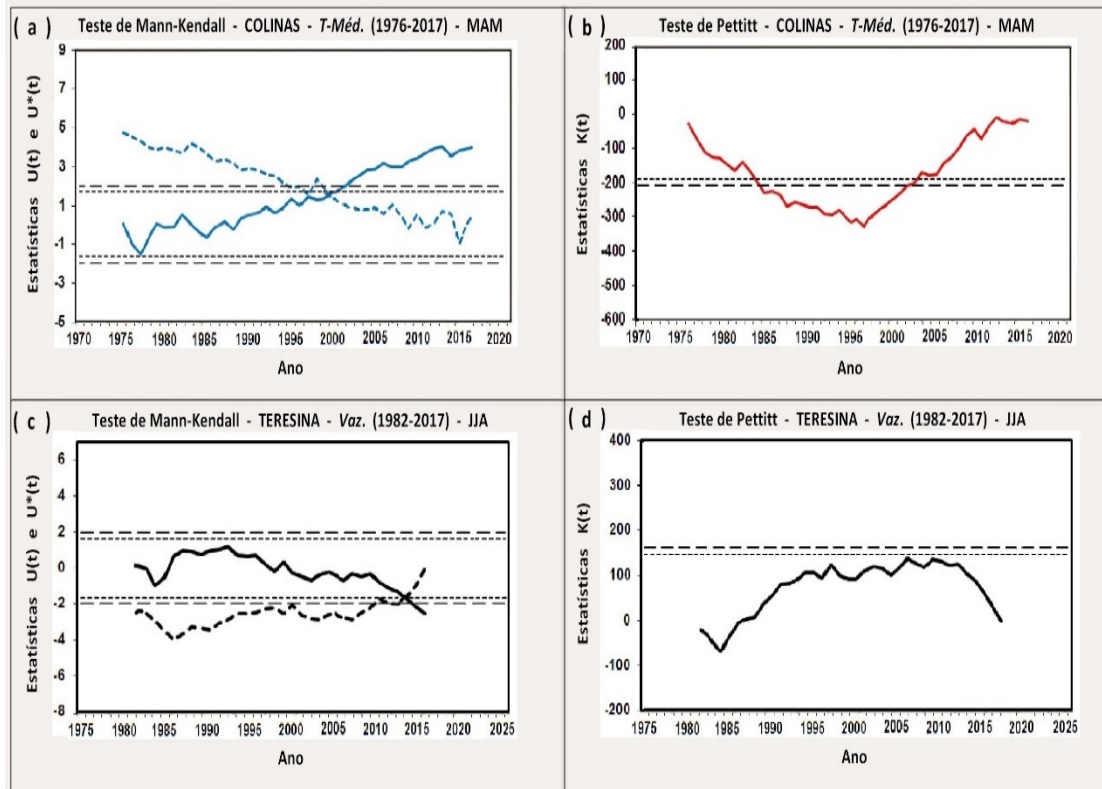 ( a ) Teste de Mann-Kendall - COLINAS - T-Méd. (1976-2017) - MAM
Estatísticas U(t) e U*(t)
9
7
5
3
1
-1
-3
-5
1970 1975 1980 1985 1990 1995 2000 2005 2010 2015 2020
Ano
( b ) Teste de Pettitt - COLINAS - T-Méd. (1976-2017) - MAM
Estatísticas K(t)
200
100
0
-100
-200
-300
-400
-500
-600
1970 1975 1980 1985 1990 1995 2000 2005 2010 2015 2020
Ano
( c ) Teste de Mann-Kendall - TERESINA - Vaz. (1982-2017) - JJA
Estatísticas U(t) e U*(t)
6
4
2
0
-2
-4
-6
-8
1975 1980 1985 1990 1995 2000 2005 2010 2015 2020 2025
Ano
( d ) Teste de Pettitt - TERESINA - Vaz. (1982-2017) - JJA
Estatísticas K(t)
400
300
200
100
0
-100
-200
1975 1980 1985 1990 1995 2000 2005 2010 2015 2020 2025
Ano